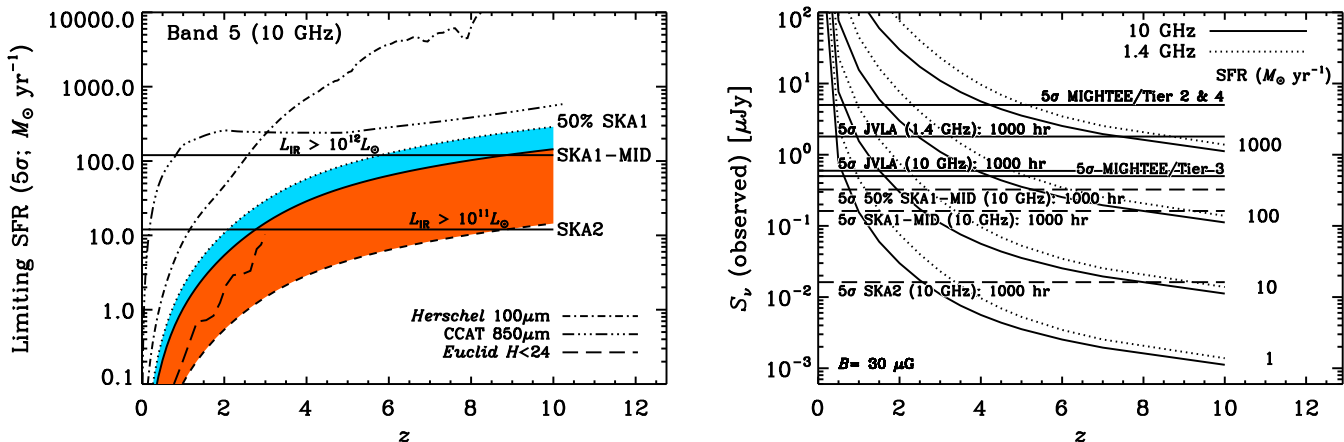 Band 5 (10 GHz)
Limiting SFR (5σ; M⊙ yr⁻¹)
10000.0
1000.0
100.0
10.0
1.0
0.1
50% SKA1
L_IR > 10¹²L⊙
SKA1-MID
L_IR > 10¹¹L⊙
SKA2
Herschel 100μm
CCAT 850μm
Euclid H<24
0 2 4 6 8 10 12
z
S_ν (observed) [μJy]
10²
10¹
10⁰
10⁻¹
10⁻²
10⁻³
10 GHz
1.4 GHz
SFR (M⊙ yr⁻¹)
5σ MIGHTEE/Tier 2 & 4
5σ JVLA (1.4 GHz): 1000 hr
1000
5σ JVLA (10 GHz): 1000 hr
5σ MIGHTEE/Tier 3
5σ 50% SKA1-MID (10 GHz): 1000 hr
5σ SKA1-MID (10 GHz): 1000 hr
100
5σ SKA2 (10 GHz): 1000 hr
10
1
B= 30 μG
0 2 4 6 8 10 12
z